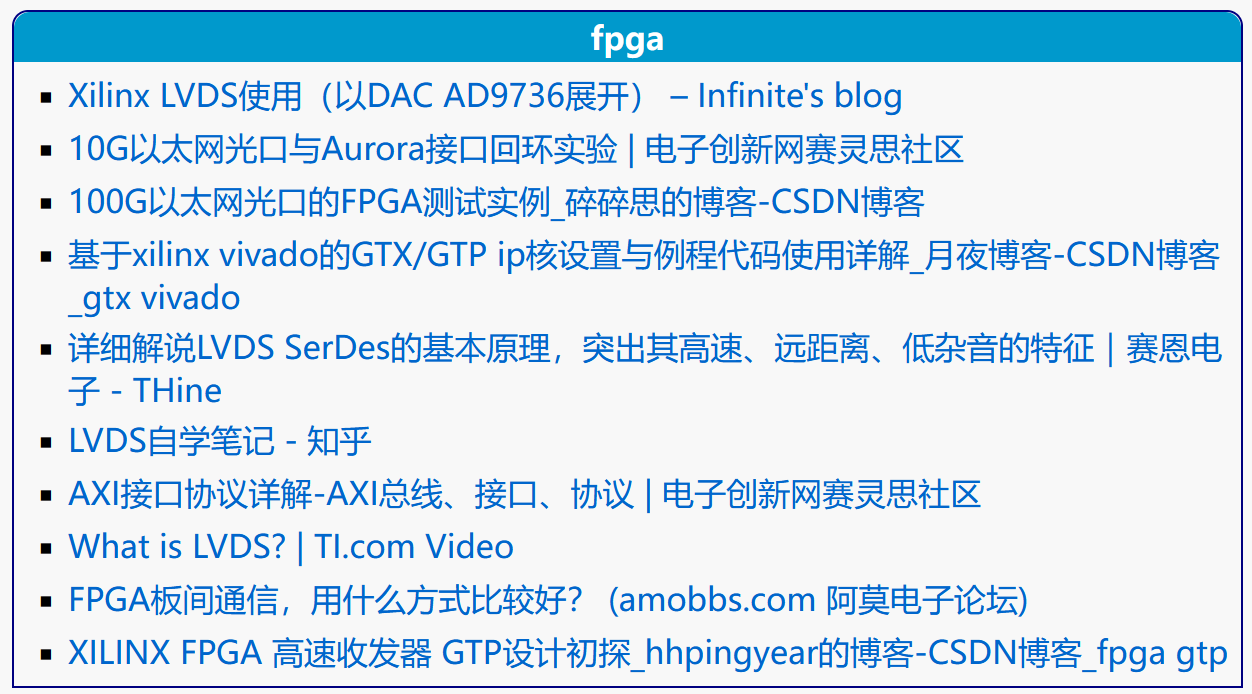 fpga
Xilinx LVDS使用（以DAC AD9736展开） – Infinite's blog
10G以太网光口与Aurora接口回环实验 | 电子创新网赛灵思社区
100G以太网光口的FPGA测试实例_碎碎思的博客-CSDN博客
基于xilinx vivado的GTX/GTP ip核设置与例程代码使用详解_月夜博客-CSDN博客
_gtx vivado
详细解说LVDS SerDes的基本原理，突出其高速、远距离、低杂音的特征｜赛恩电
子 - THine
LVDS自学笔记 - 知乎
AXI接口协议详解-AXI总线、接口、协议 | 电子创新网赛灵思社区
What is LVDS? | TI.com Video
FPGA板间通信，用什么方式比较好？ (amobbs.com 阿莫电子论坛)
XILINX FPGA 高速收发器 GTP设计初探_hhpingyear的博客-CSDN博客_fpga gtp